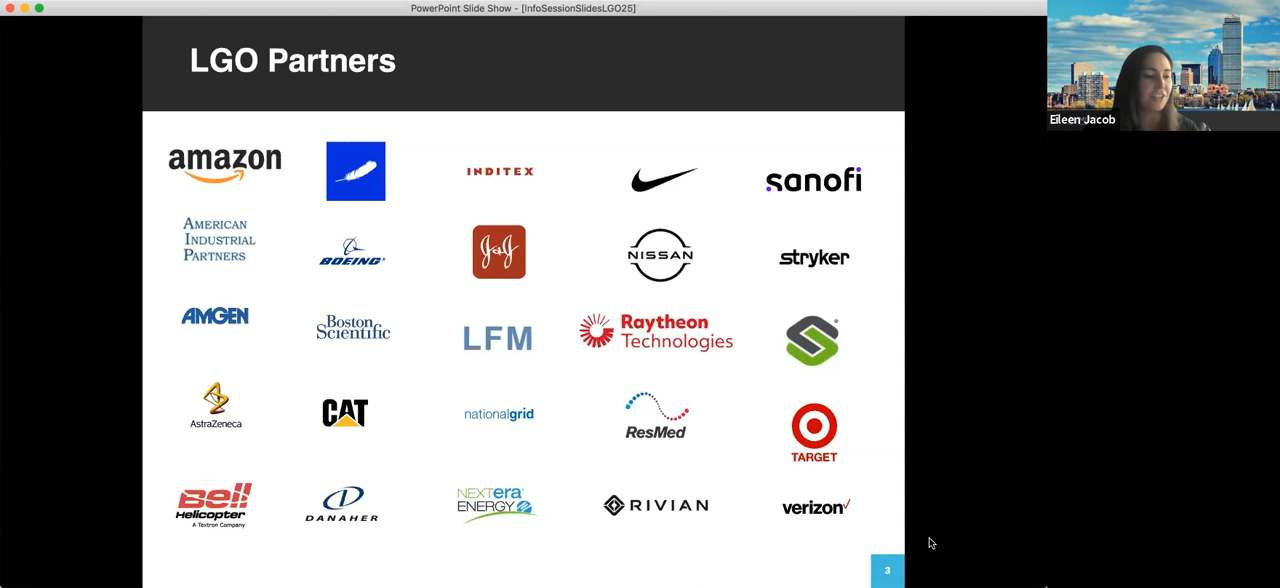 PowerPoint Slide Show - [InfoSessionSlidesLGO25]
Eileen Jacob
LGO Partners
amazon
INDITEX
sanofi
AMERICAN
INDUSTRIAL
PARTNERS
BOEING
J&J
NISSAN
stryker
AMGEN
Boston
Scientific
LFM
Raytheon
Technologies
AstraZeneca
CAT
nationalgrid
ResMed
TARGET
Bell
Helicopter
A Textron Company
DANAHER
NEXTera
ENERGY
RIVIAN
verizon
3